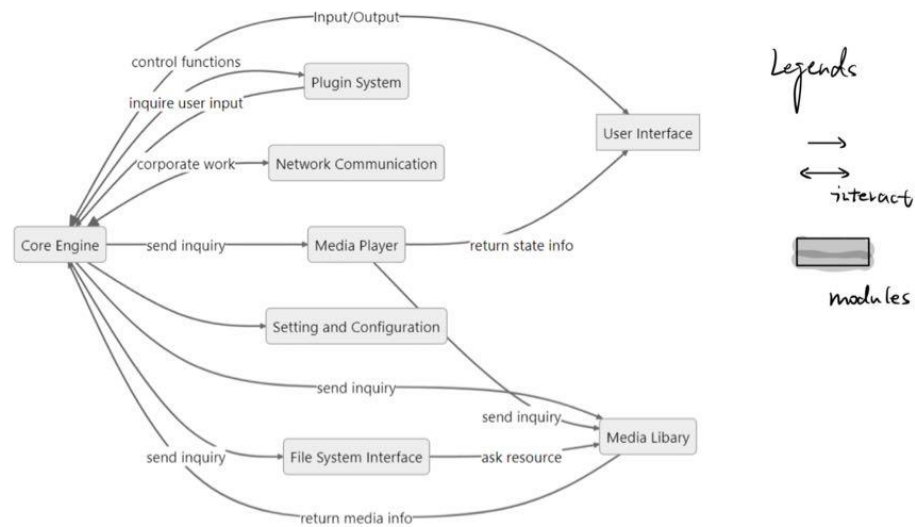 Input/Output
control functions
Plugin System
inquire user input
User Interface
corporate work
Network Communication
Core Engine
send inquiry
Media Player
return state info
Setting and Configuration
send inquiry
send inquiry
Media Libary
send inquiry
File System Interface
ask resource
return media info
Legends
interact
modules